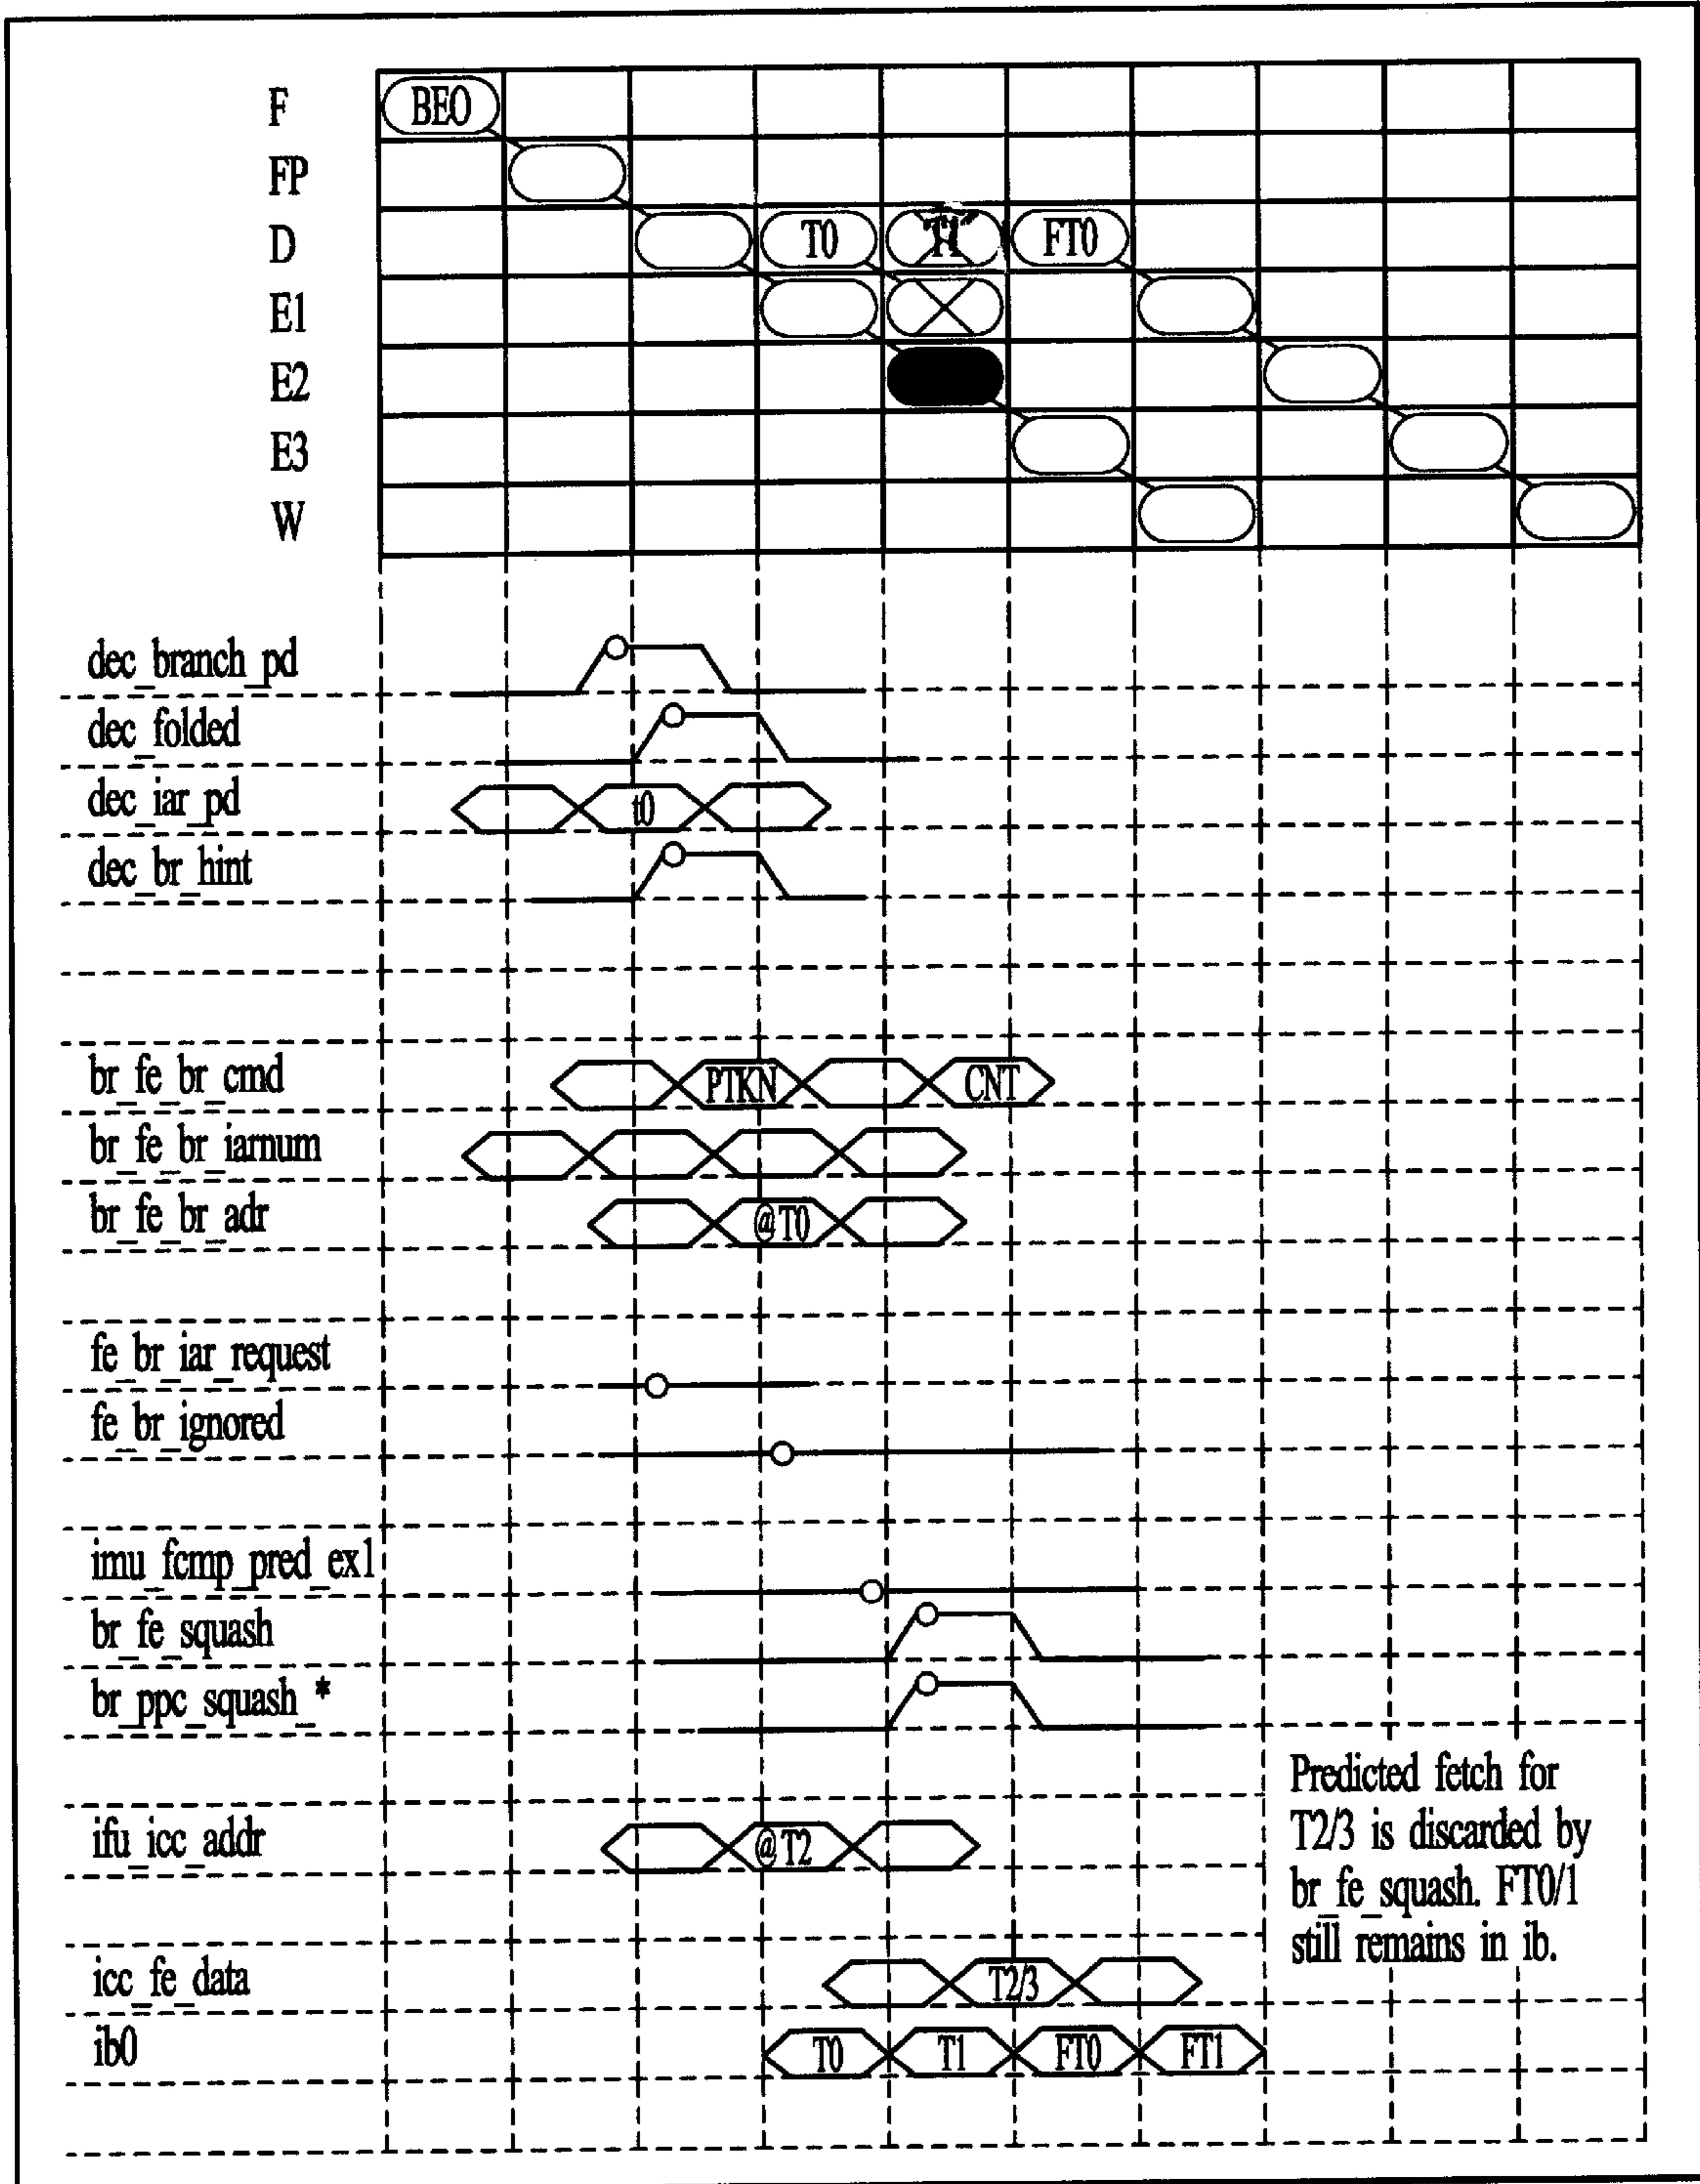 F BEO
FP
D T0 T1 FT0
E1
E2
E3
W
dec_branch_pd
dec_folded
dec_iar_pd t0
dec_br_hint
br_fe_br_cmd PTKN CNT
br_fe_br_iarnum
br_fe_br_adr @T0
fe_br_iar_request
fe_br_ignored
imu_fcmp_pred_ex1
br_fe_squash
br_ppc_squash_*
Predicted fetch for
T2/3 is discarded by
br_fe_squash. FT0/1
still remains in ib.
ifu_icc_addr @T2
icc_fe_data T2/3
ib0 T0 T1 FT0 FT1